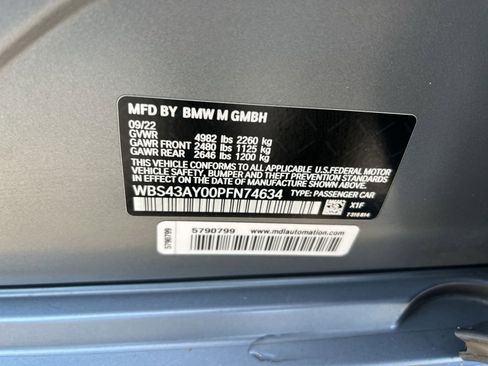 MFD BY BMW M GMBH
09/22
GVWR 4982 lbs 2260 kg
GAWR FRONT 2480 lbs 1125 kg
GAWR REAR 2646 lbs 1200 kg
THIS VEHICLE CONFORMS TO ALL APPLICABLE U.S.FEDERAL MOTOR
VEHICLE SAFETY, BUMPER, AND THEFT PREVENTION STANDARDS
IN EFFECT ON THE DATE OF MANUFACTURE SHOWN ABOVE.
WBS43AY00PFN74634 TYPE:PASSENGER CAR
X1F
5790799
5790799 www.mdiautomation.com